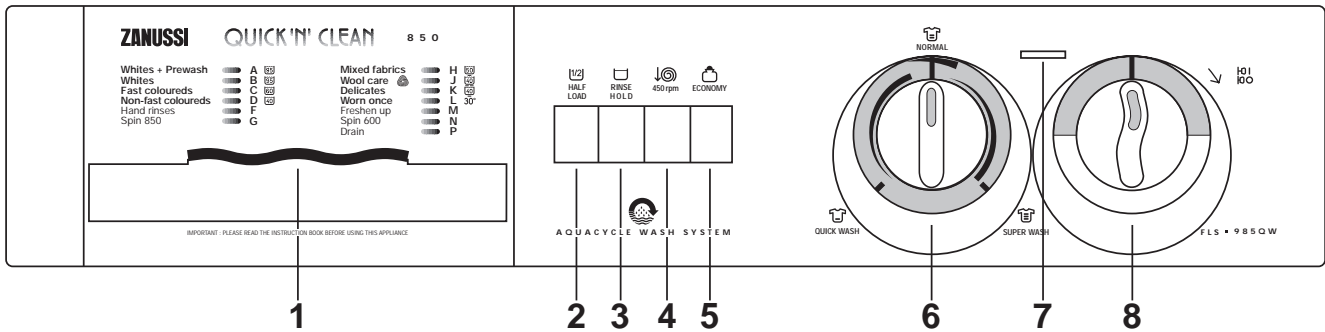 ZANUSSI QUICK'N' CLEAN 850
Whites + Prewash A 95
Whites B 95
Fast coloureds C 60
Non-fast coloureds D 40
Hand rinses F
Spin 850 G
Mixed fabrics H 50
Wool care J 40
Delicates K 40
Worn once L 30°
Freshen up M
Spin 600 N
Drain P
IMPORTANT : PLEASE READ THE INSTRUCTION BOOK BEFORE USING THIS APPLIANCE
1/2
HALF
LOAD
RINSE
HOLD
450 rpm
ECONOMY
AQUACYCLE WASH SYSTEM
NORMAL
QUICK WASH
SUPER WASH
FLS • 985QW
1 2 3 4 5 6 7 8